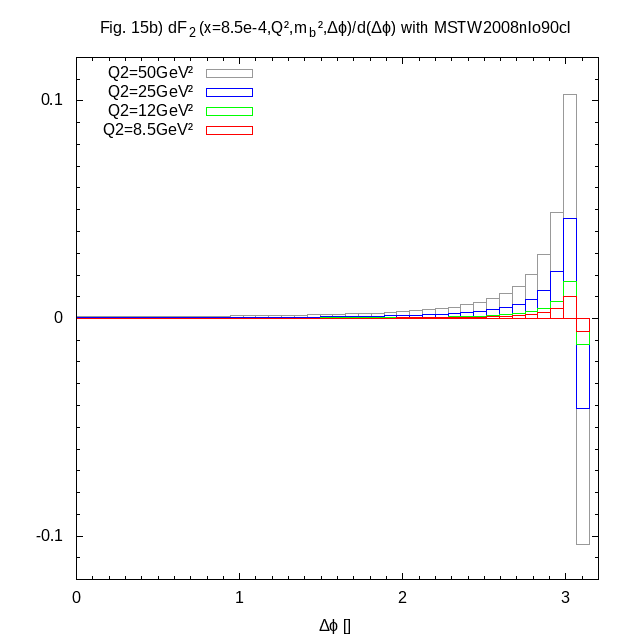 Fig. 15b) dF₂(x=8.5e-4,Q²,m_b²,Δϕ)/d(Δϕ) with MSTW2008nlo90cl
Q2=50GeV²
Q2=25GeV²
Q2=12GeV²
Q2=8.5GeV²
0.1
0
-0.1
0 1 2 3
Δϕ []